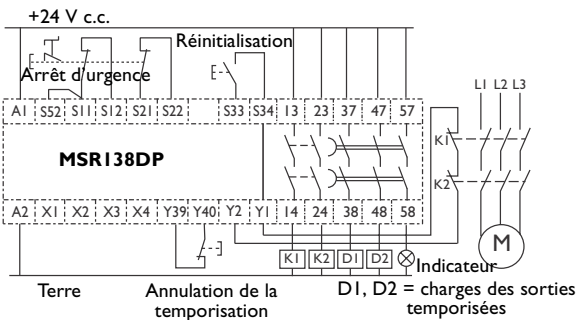 +24 V c.c.
Réinitialisation
Arrêt d'urgence
L1 L2 L3
A1 S52 S11 S12 S21 S22 S33 S34 13 23 37 47 57
K1
MSR138DP
K2
A2 X1 X2 X3 X4 Y39 Y40 Y2 Y1 14 24 38 48 58
M
K1 K2 D1 D2
Indicateur
Terre
Annulation de la
temporisation
D1, D2 = charges des sorties
temporisées